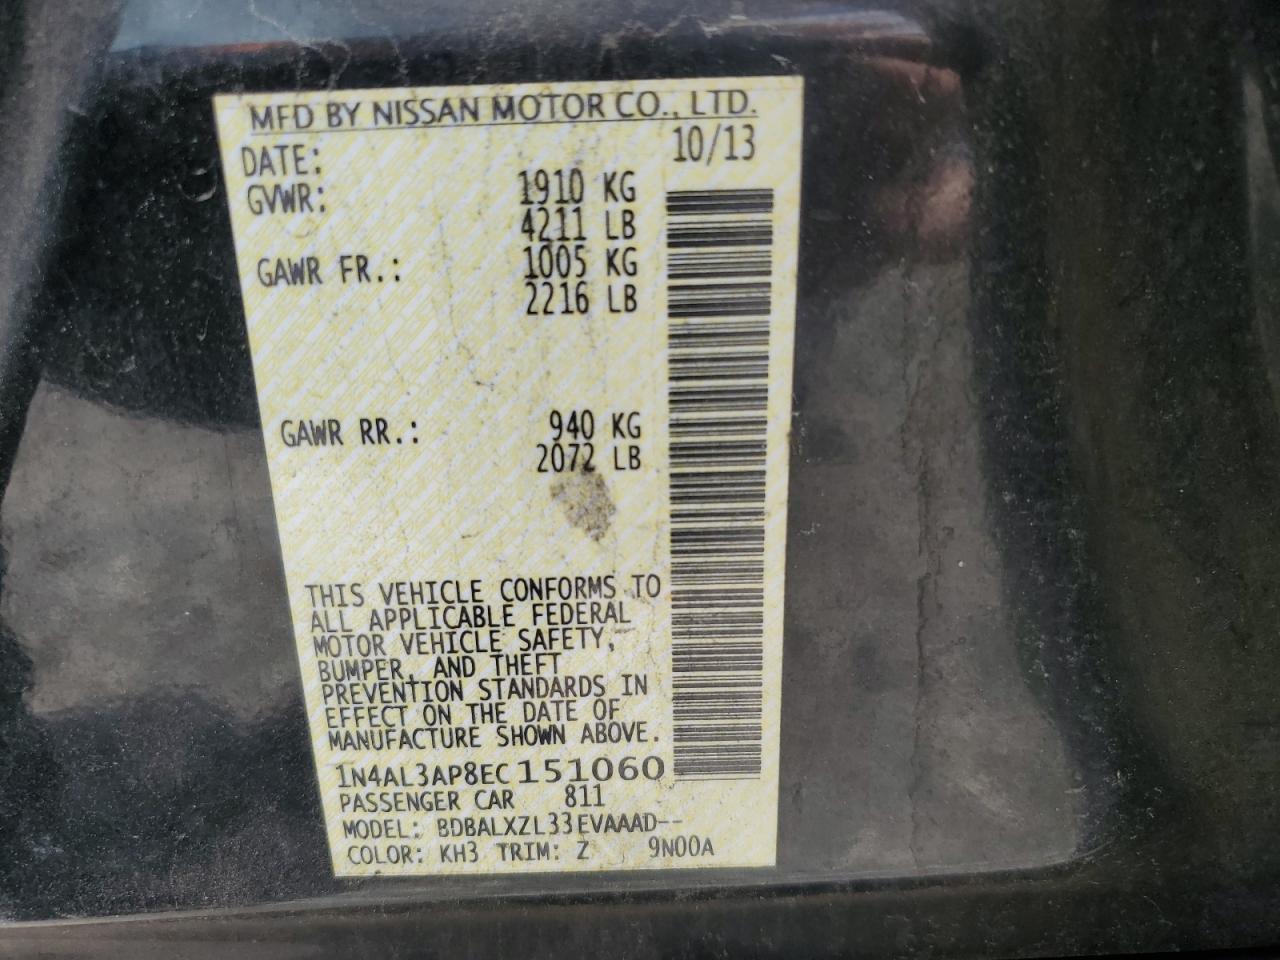 MFD BY NISSAN MOTOR CO., LTD.
DATE: 10/13
GVWR: 1910 KG
4211 LB
GAWR FR.: 1005 KG
2216 LB
GAWR RR.: 940 KG
2072 LB
THIS VEHICLE CONFORMS TO
ALL APPLICABLE FEDERAL
MOTOR VEHICLE SAFETY,
BUMPER, AND THEFT
PREVENTION STANDARDS IN
EFFECT ON THE DATE OF
MANUFACTURE SHOWN ABOVE.
1N4AL3AP8EC151060
PASSENGER CAR 811
MODEL: BDBALXZL33EVAAAD--
COLOR: KH3 TRIM: Z 9N00A